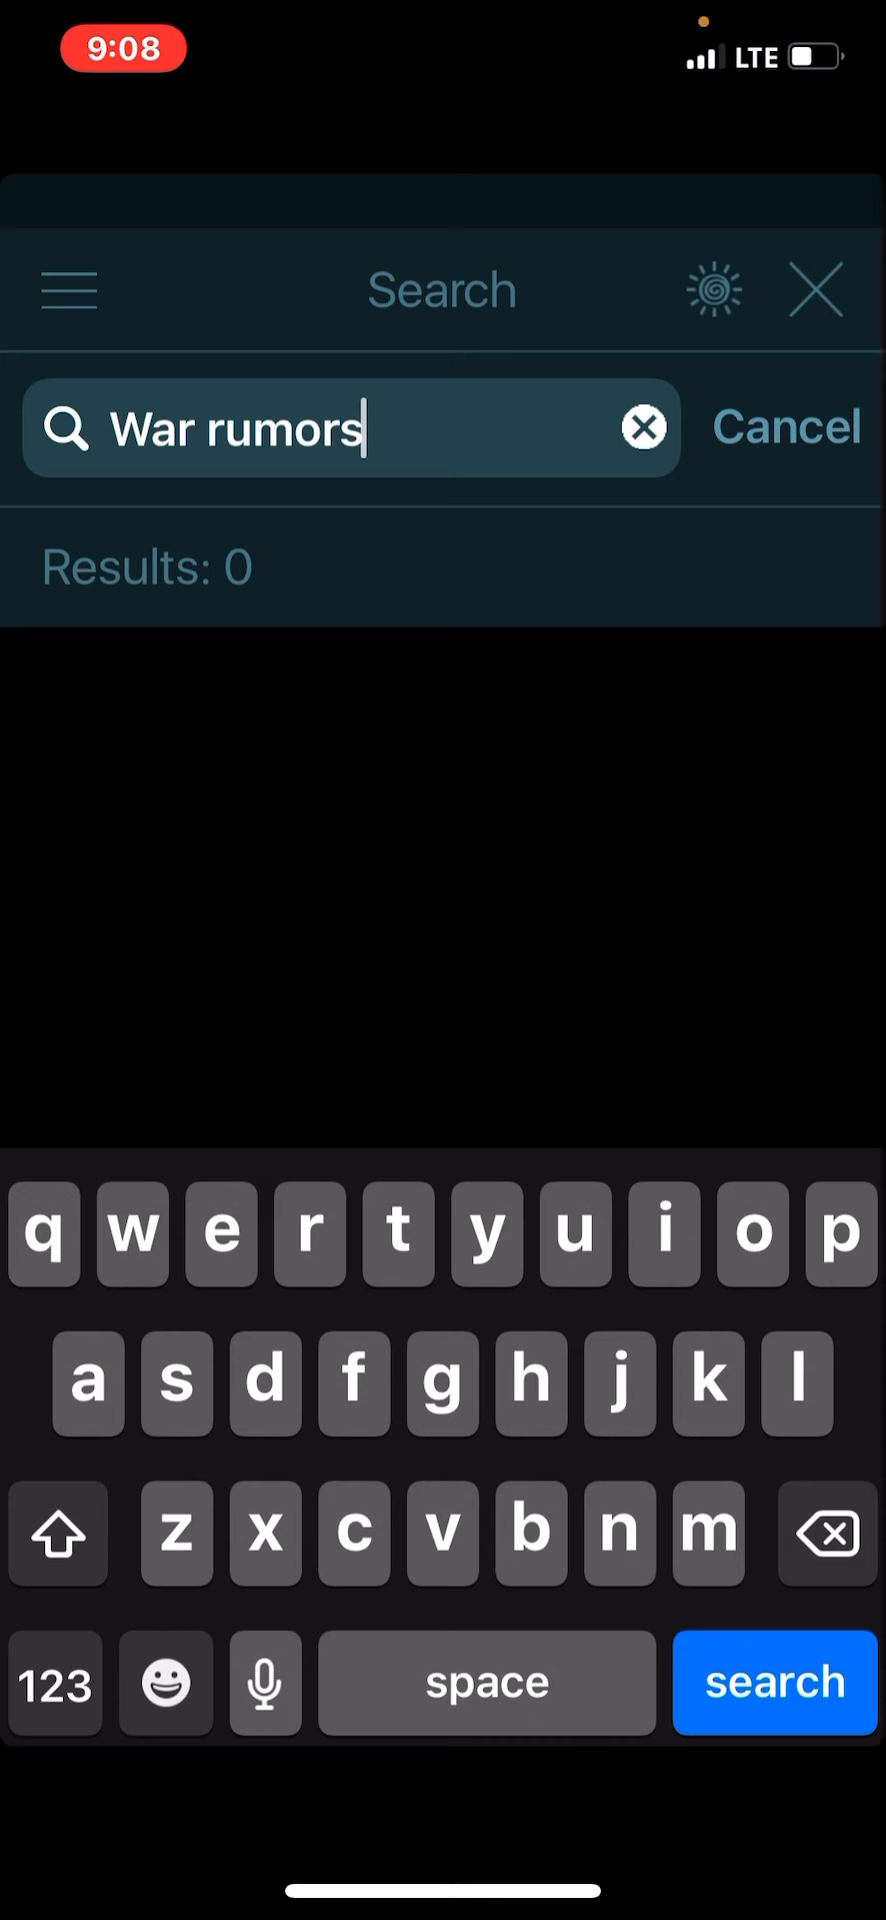 9:08 LTE
Search
War rumors Cancel
Results: 0
q w e r t y u i o p
a s d f g h j k l
z x c v b n m
123 space search